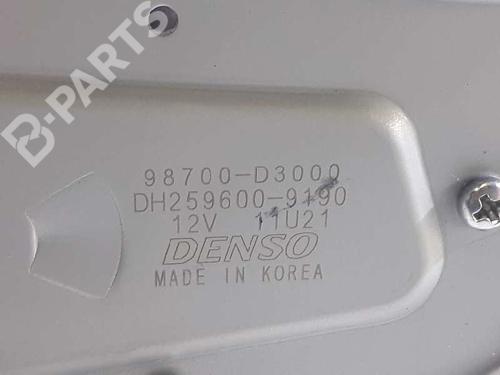 B-PARTS
98700-D3000
DH259600-9190
12V 11U21
DENSO
MADE IN KOREA